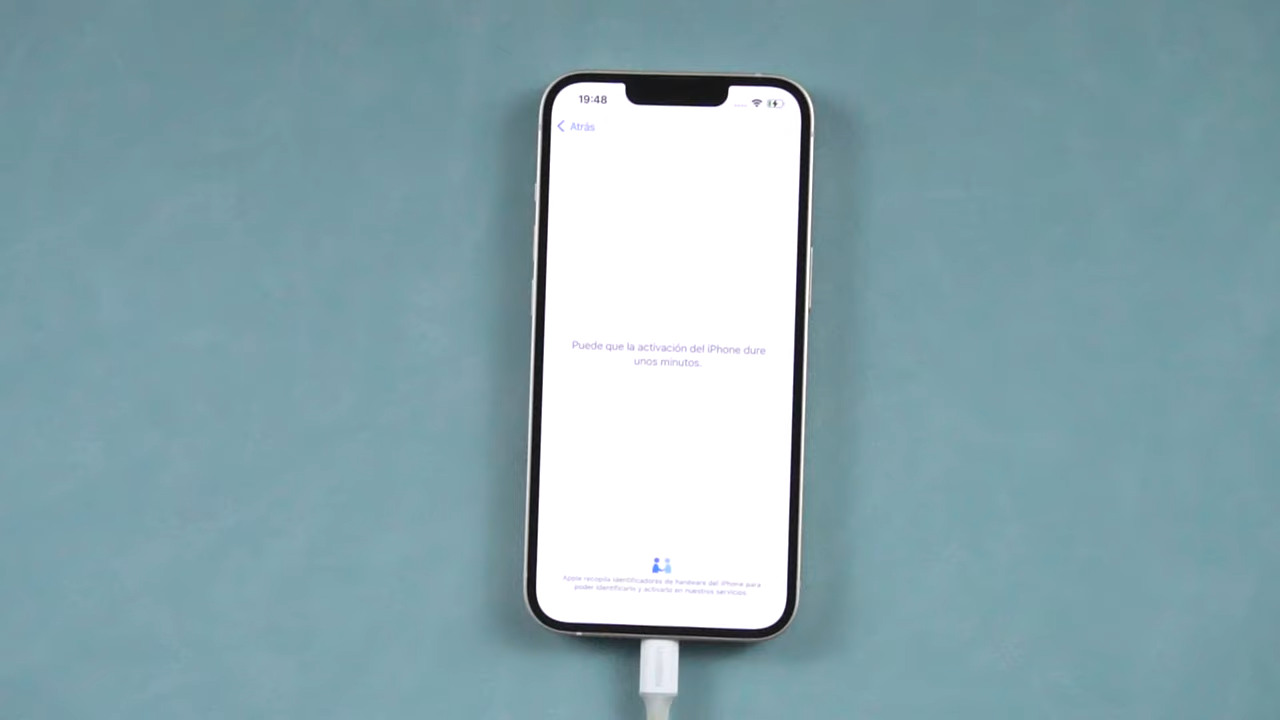 19:48
Atrás
Puede que la activación del iPhone dure
unos minutos.
Apple recopila identificadores de hardware del iPhone para
poder identificarlo y activarlo en nuestros servicios